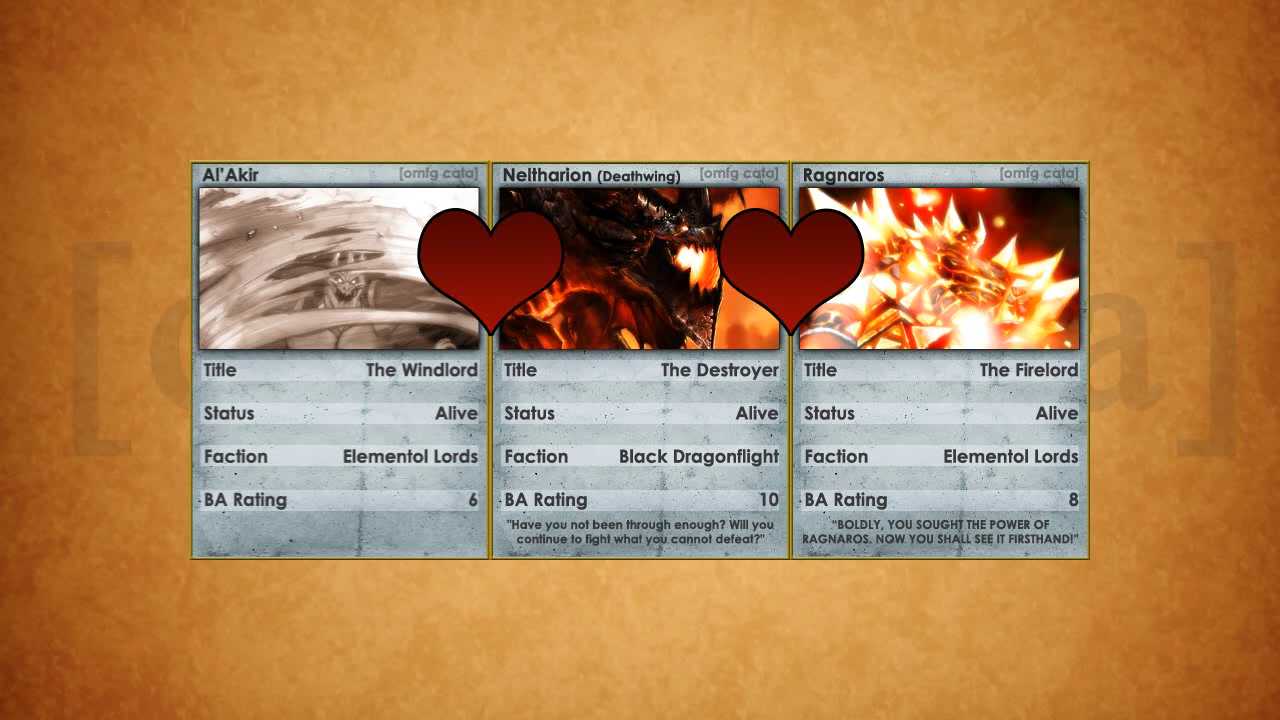 Al'Akir [omfg cata]
Title The Windlord
Status Alive
Faction Elementol Lords
BA Rating 6
Neltharion (Deathwing) [omfg cata]
Title The Destroyer
Status Alive
Faction Black Dragonflight
BA Rating 10
"Have you not been through enough? Will you
continue to fight what you cannot defeat?"
Ragnaros [omfg cata]
Title The Firelord
Status Alive
Faction Elementol Lords
BA Rating 8
"BOLDLY, YOU SOUGHT THE POWER OF
RAGNAROS. NOW YOU SHALL SEE IT FIRSTHAND!"